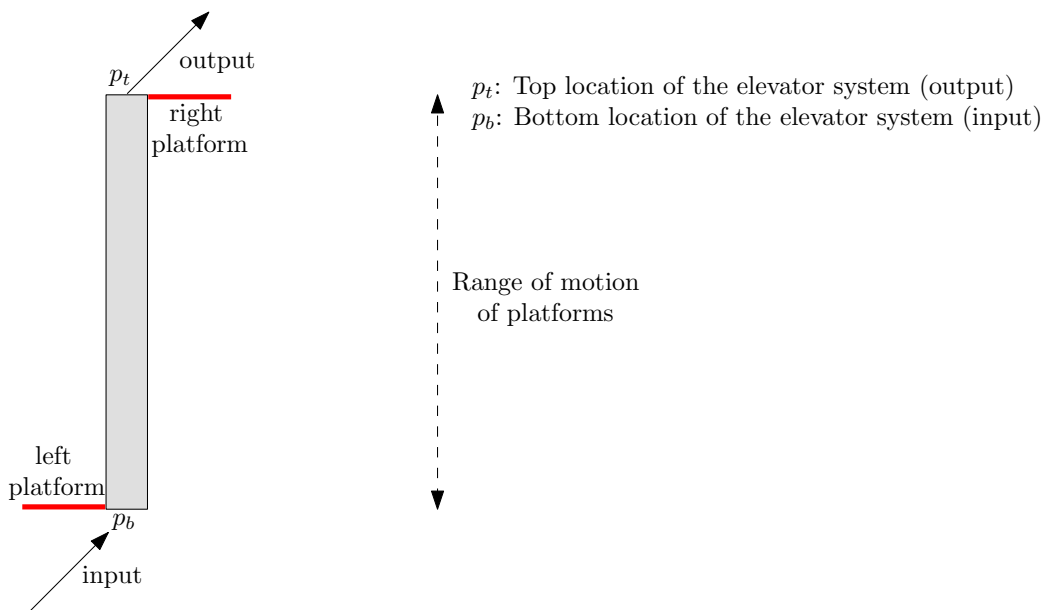 output
p_t
right
platform
p_t: Top location of the elevator system (output)
p_b: Bottom location of the elevator system (input)
Range of motion
of platforms
left
platform
p_b
input